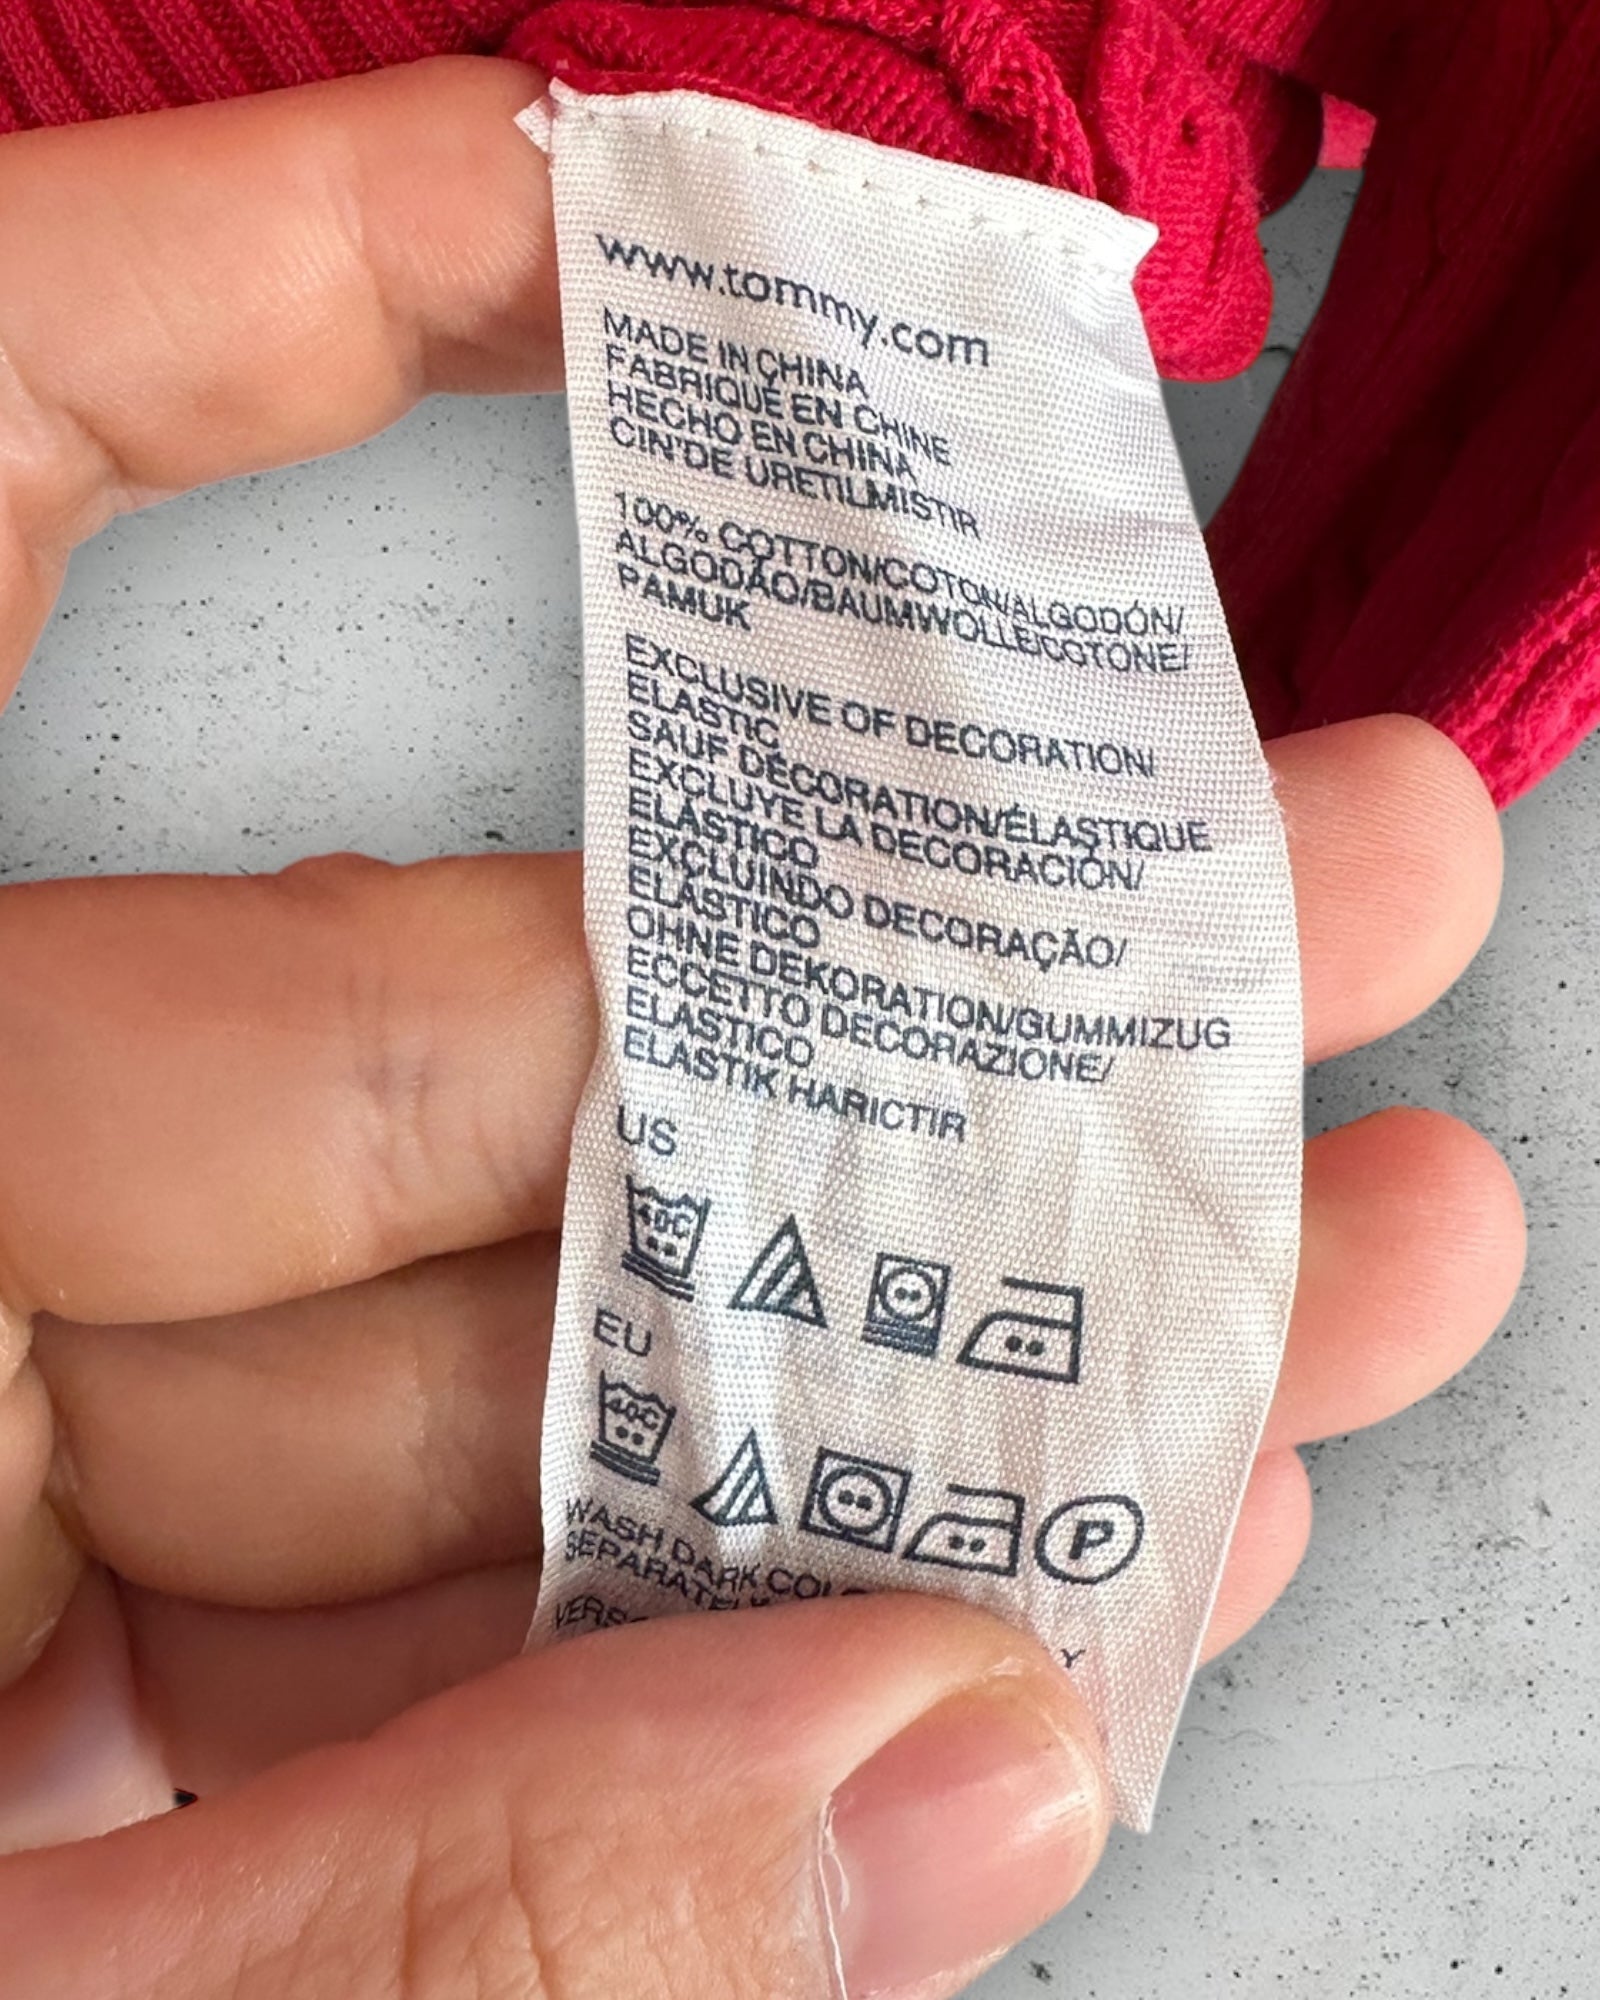 www.tommy.com
MADE IN CHINA
FABRIQUÉ EN CHINE
HECHO EN CHINA
CIN'DE URETILMISTIR
100% COTTON/COTON/ALGODÓN/
ALGODÃO/BAUMWOLLE/COTONE/
PAMUK
EXCLUSIVE OF DECORATION/
ELASTIC
SAUF DÉCORATION/ÉLASTIQUE
EXCLUYE LA DECORACIÓN/
ELÁSTICO
EXCLUINDO DECORAÇÃO/
ELÁSTICO
OHNE DEKORATION/GUMMIZUG
ECCETTO DECORAZIONE/
ELASTICO
ELASTIK HARICTIR
US
40C
EU
40C
P
WASH DARK
SEPARATELY